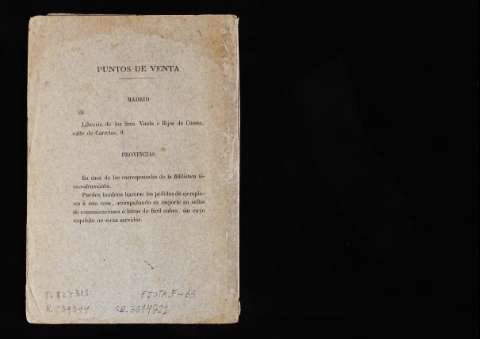 PUNTOS DE VENTA
MADRID
Librería de los Sres. Viuda é Hijos de Cuesta,
calle de Carretas, 9.
PROVINCIAS
En casa de los corresponsales de la Biblioteca
Pueden también hacerse los pedidos de ejempla-
res á esta casa, acompañando su importe en sellos
de comunicaciones ó letras de fácil cobro, sin cuyo
requisito no serán servidos.